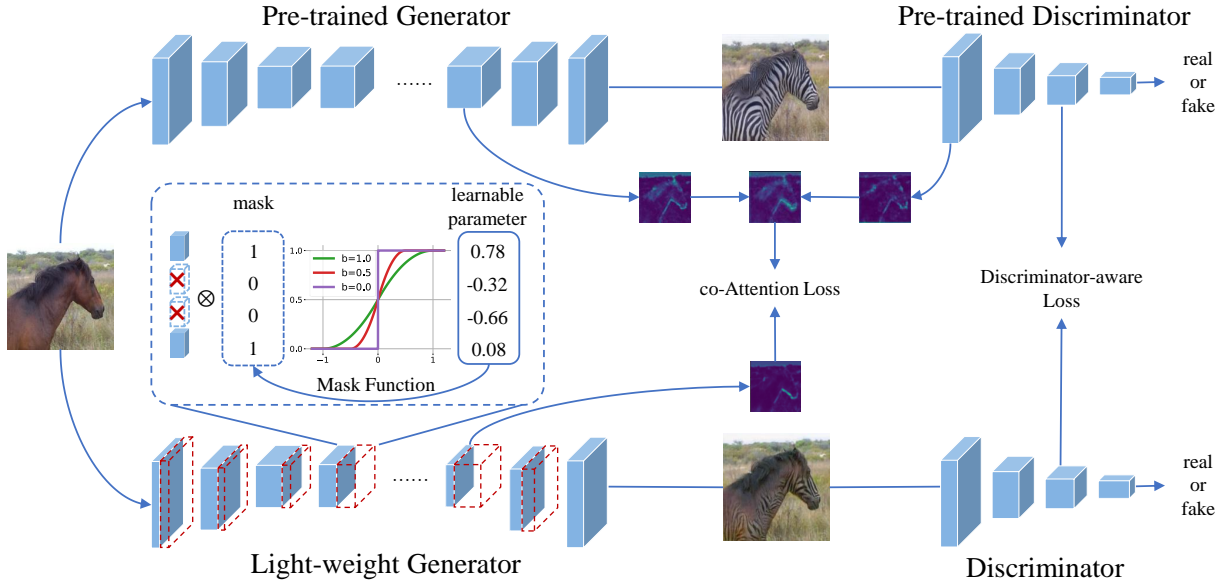 Pre-trained Generator
Pre-trained Discriminator
......
real
or
fake
mask
learnable
parameter
1
0
0
1
⊗
1.0
0.5
0.0
b=1.0
b=0.5
b=0.0
−1
0
1
Mask Function
0.78
-0.32
-0.66
0.08
co-Attention Loss
Discriminator-aware
Loss
......
real
or
fake
Light-weight Generator
Discriminator